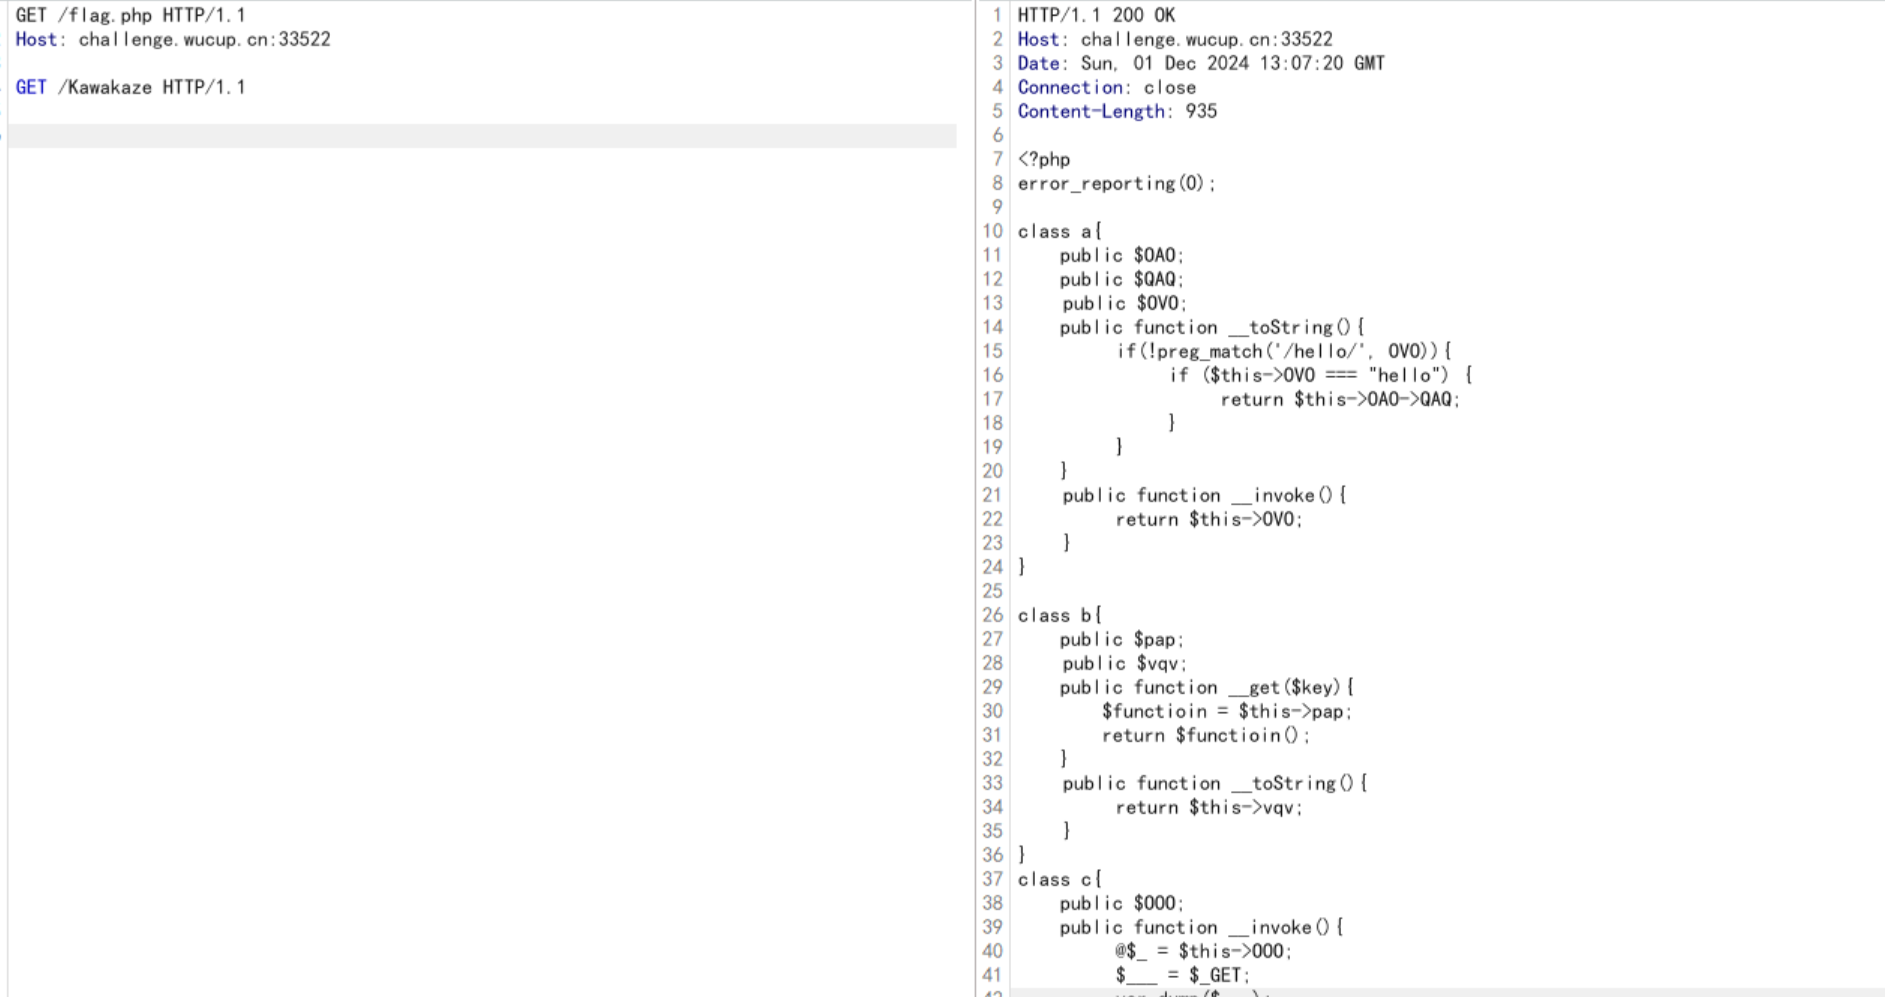 GET /flag.php HTTP/1.1
Host: challenge.wucup.cn:33522
GET /Kawakaze HTTP/1.1
1 HTTP/1.1 200 OK
2 Host: challenge.wucup.cn:33522
3 Date: Sun, 01 Dec 2024 13:07:20 GMT
4 Connection: close
5 Content-Length: 935
6
7 <?php
8 error_reporting(0);
9
10 class a{
11 public $OAO;
12 public $QAQ;
13 public $OVO;
14 public function __toString(){
15 if(!preg_match('/hello/', OVO)){
16 if ($this->OVO === "hello") {
17 return $this->OAO->QAQ;
18 }
19 }
20 }
21 public function __invoke(){
22 return $this->OVO;
23 }
24 }
25
26 class b{
27 public $pap;
28 public $vqv;
29 public function __get($key){
30 $functioin = $this->pap;
31 return $functioin();
32 }
33 public function __toString(){
34 return $this->vqv;
35 }
36 }
37 class c{
38 public $OOO;
39 public function __invoke(){
40 @$_ = $this->OOO;
41 $___ = $_GET;